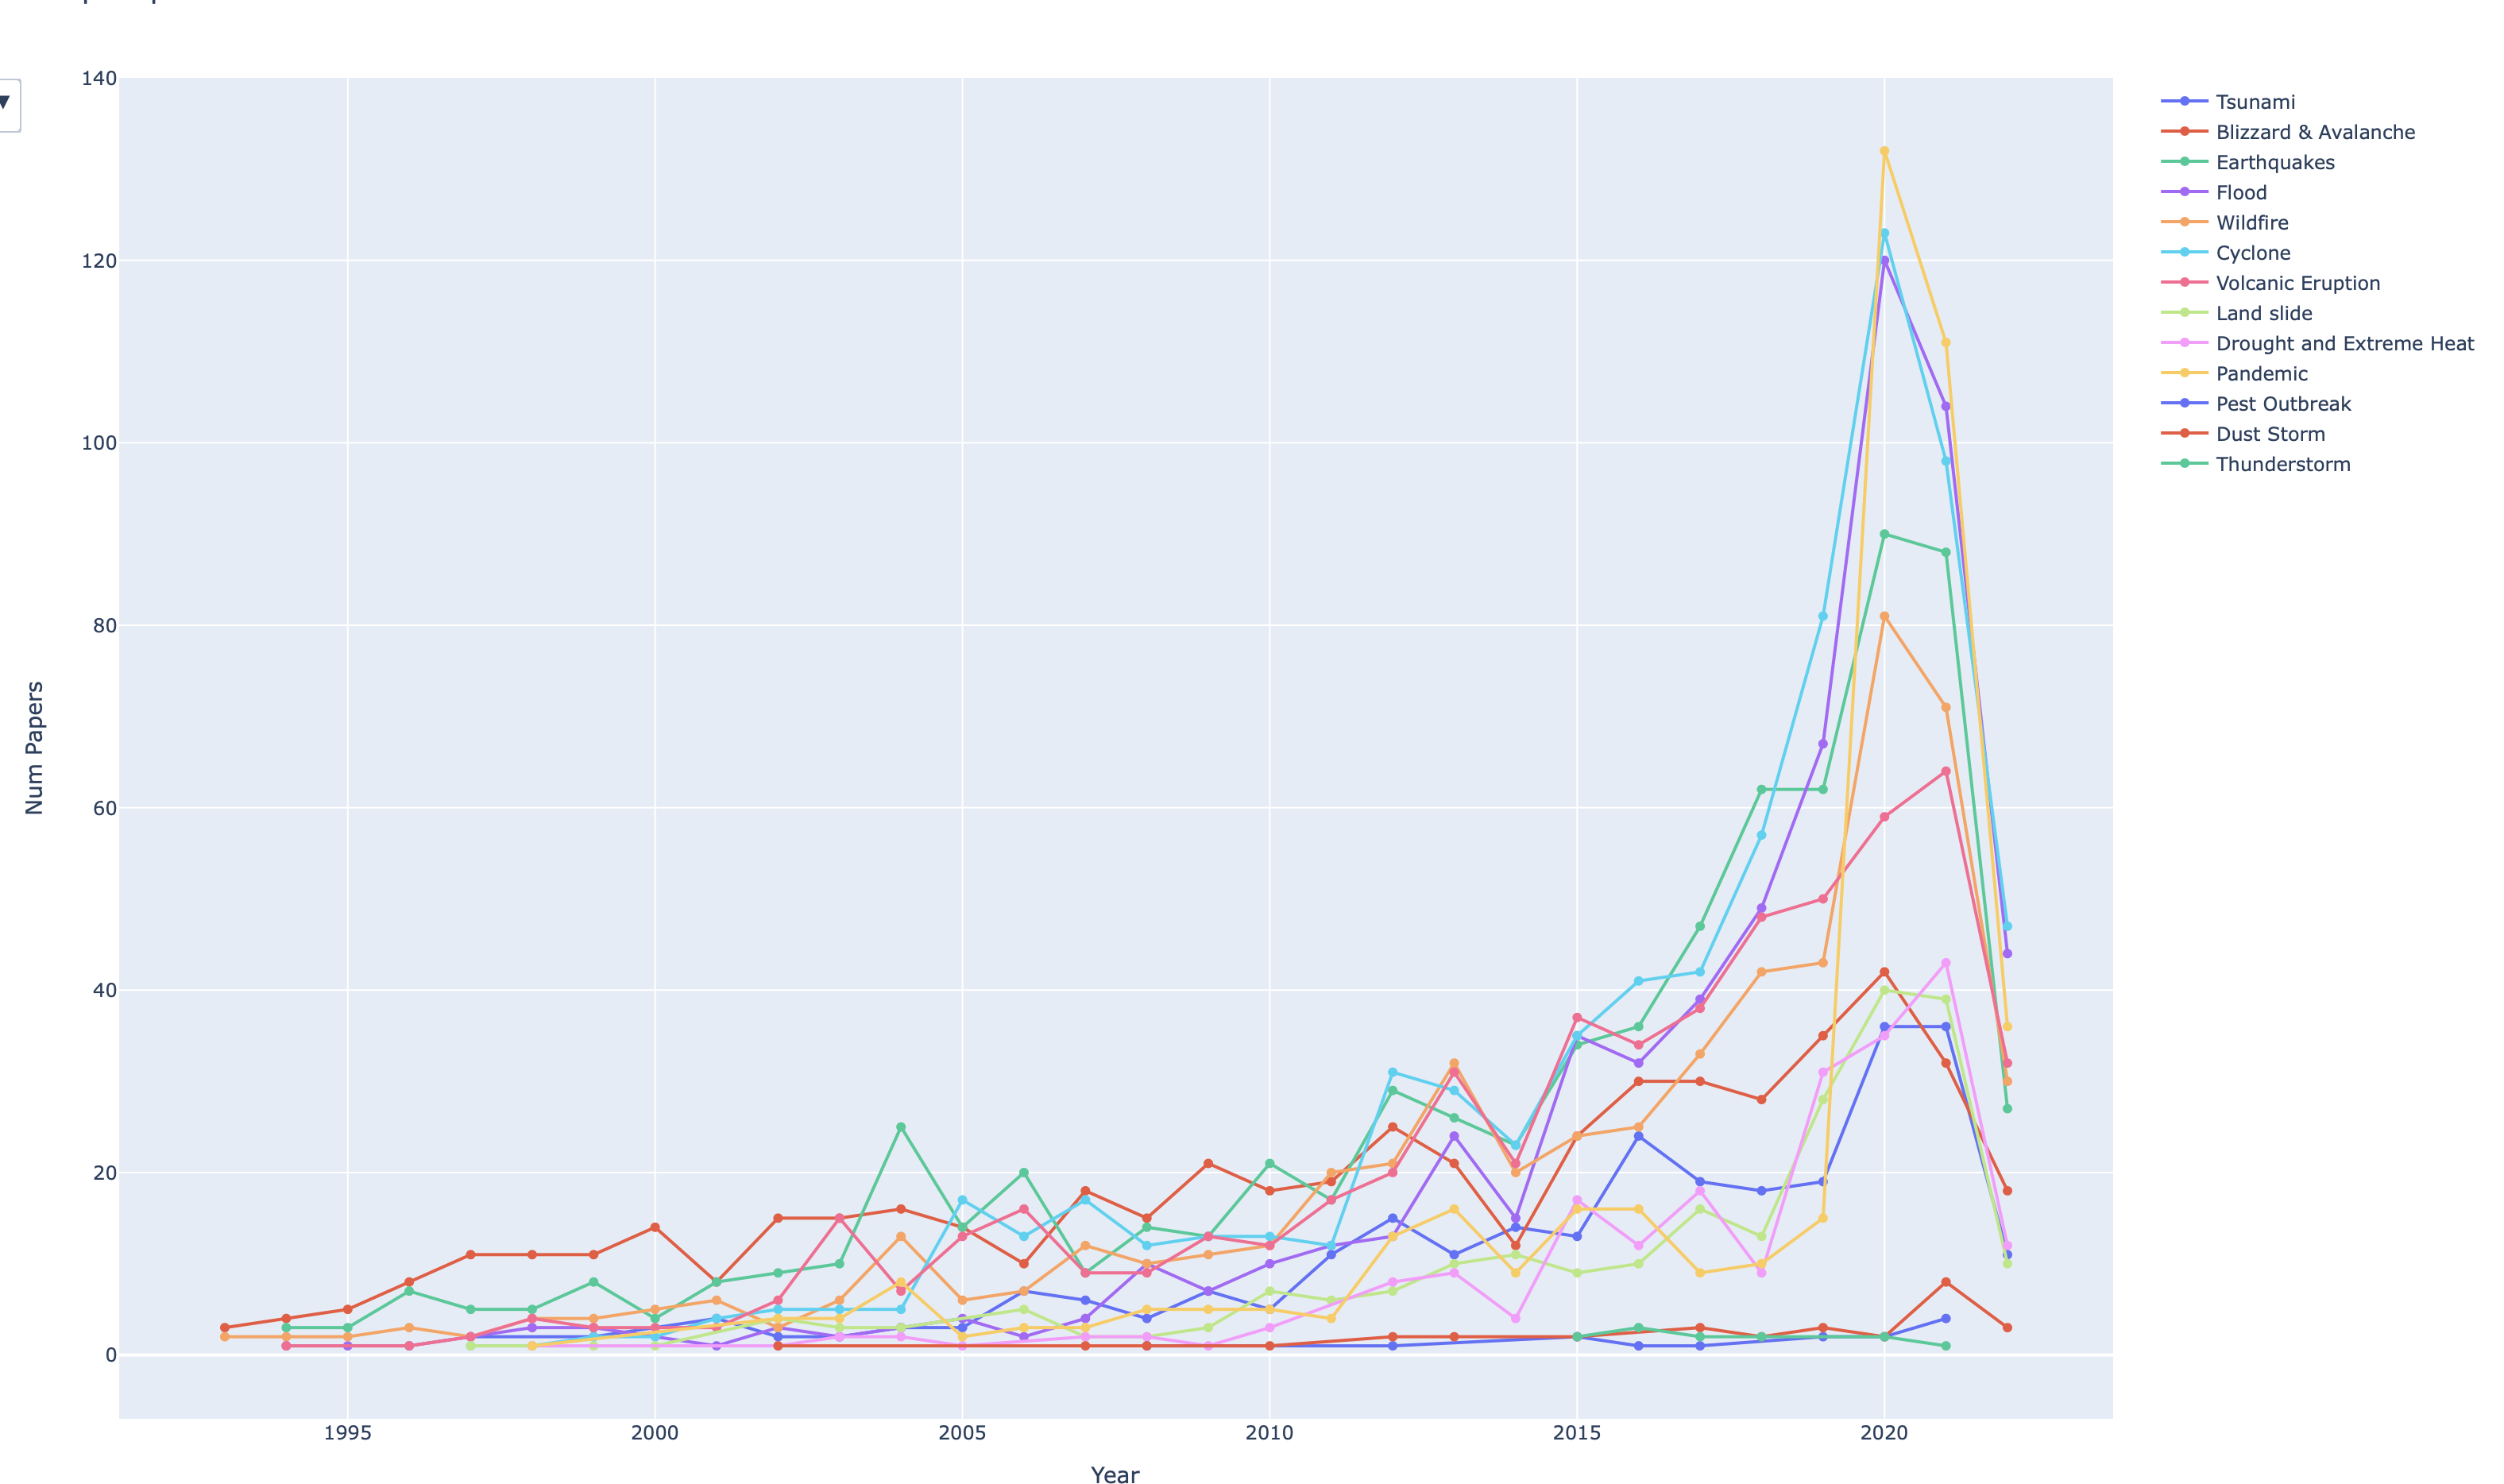 140
120
100
80
60
40
20
0
Num Papers
1995 2000 2005 2010 2015 2020
Year
Tsunami
Blizzard & Avalanche
Earthquakes
Flood
Wildfire
Cyclone
Volcanic Eruption
Land slide
Drought and Extreme Heat
Pandemic
Pest Outbreak
Dust Storm
Thunderstorm